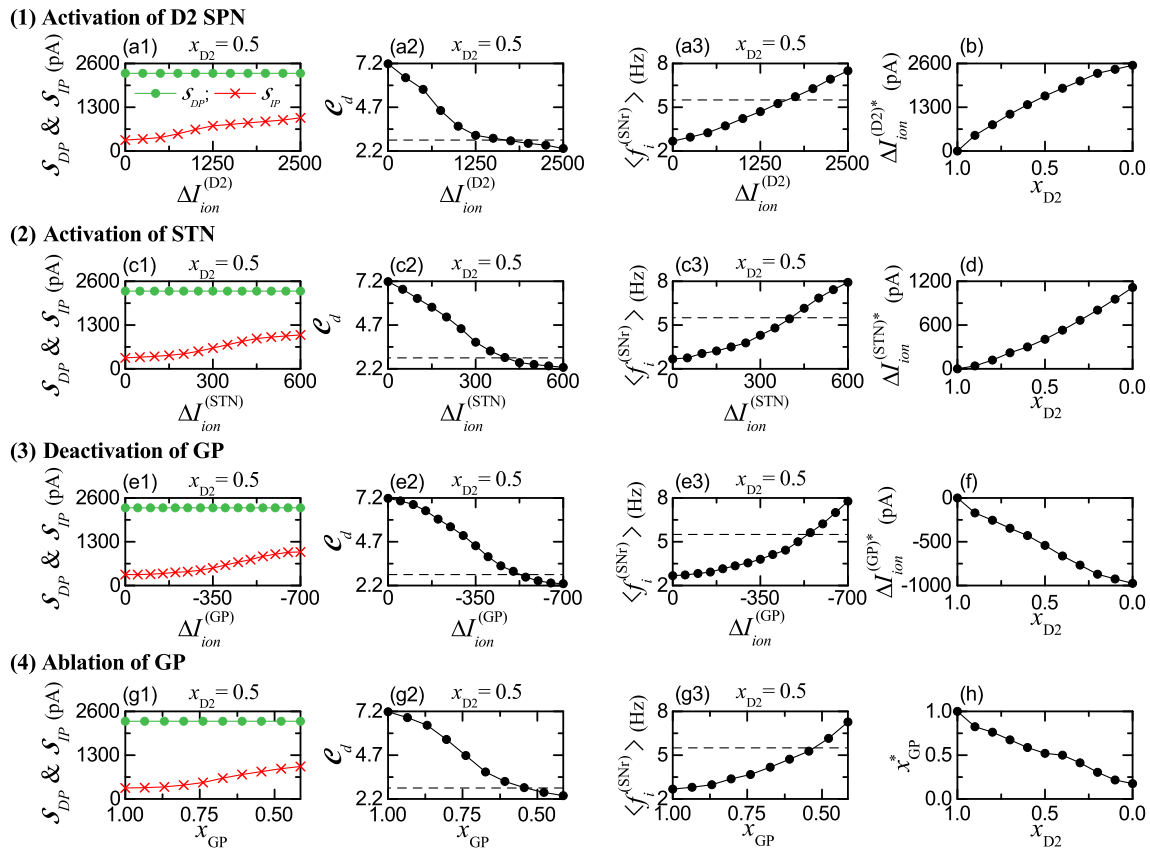 (1) Activation of D2 SPN
(a1) x_D2 = 0.5
S_DP & S_IP (pA)
2600
1300
0
S_DP; S_IP
0 1250 2500
ΔI_ion^(D2)
(a2) x_D2 = 0.5
C_d
7.2
4.7
2.2
0 1250 2500
ΔI_ion^(D2)
(a3) x_D2 = 0.5
<f_i^(SNr)> (Hz)
8
5
2
0 1250 2500
ΔI_ion^(D2)
(b)
ΔI_ion^(D2)* (pA)
2600
1300
0
1.0 0.5 0.0
x_D2
(2) Activation of STN
(c1) x_D2 = 0.5
S_DP & S_IP (pA)
2600
1300
0
0 300 600
ΔI_ion^(STN)
(c2) x_D2 = 0.5
C_d
7.2
4.7
2.2
0 300 600
ΔI_ion^(STN)
(c3) x_D2 = 0.5
<f_i^(SNr)> (Hz)
8
5
2
0 300 600
ΔI_ion^(STN)
(d)
ΔI_ion^(STN)* (pA)
1200
600
0
1.0 0.5 0.0
x_D2
(3) Deactivation of GP
(e1) x_D2 = 0.5
S_DP & S_IP (pA)
2600
1300
0
0 -350 -700
ΔI_ion^(GP)
(e2) x_D2 = 0.5
C_d
7.2
4.7
2.2
0 -350 -700
ΔI_ion^(GP)
(e3) x_D2 = 0.5
<f_i^(SNr)> (Hz)
8
5
2
0 -350 -700
ΔI_ion^(GP)
(f)
ΔI_ion^(GP)* (pA)
0
-500
-1000
1.0 0.5 0.0
x_D2
(4) Ablation of GP
(g1) x_D2 = 0.5
S_DP & S_IP (pA)
2600
1300
0
1.00 0.75 0.50
x_GP
(g2) x_D2 = 0.5
C_d
7.2
4.7
2.2
1.00 0.75 0.50
x_GP
(g3) x_D2 = 0.5
<f_i^(SNr)> (Hz)
8
5
2
1.00 0.75 0.50
x_GP
(h)
x*_GP
1.0
0.5
0.0
1.0 0.5 0.0
x_D2